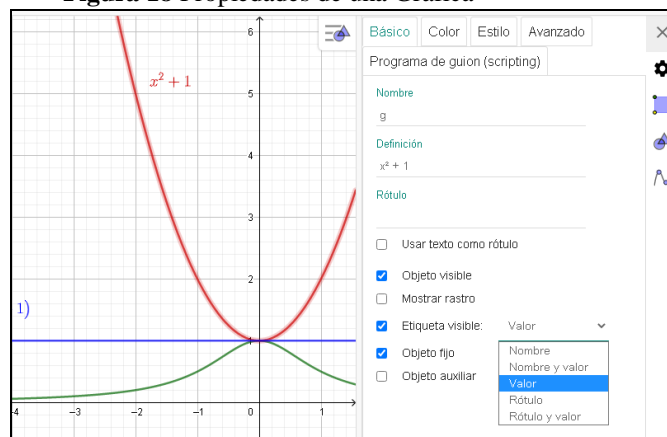 Figura 18 Propiedades de una Gráfica
6
5
4
3
2
1)
-4 -3 -2 -1 0 1
x² + 1
Básico Color Estilo Avanzado
Programa de guion (scripting)
Nombre
g
Definición
x² + 1
Rótulo
Usar texto como rótulo
Objeto visible
Mostrar rastro
Etiqueta visible: Valor
Objeto fijo
Objeto auxiliar
Nombre
Nombre y valor
Valor
Rótulo
Rótulo y valor